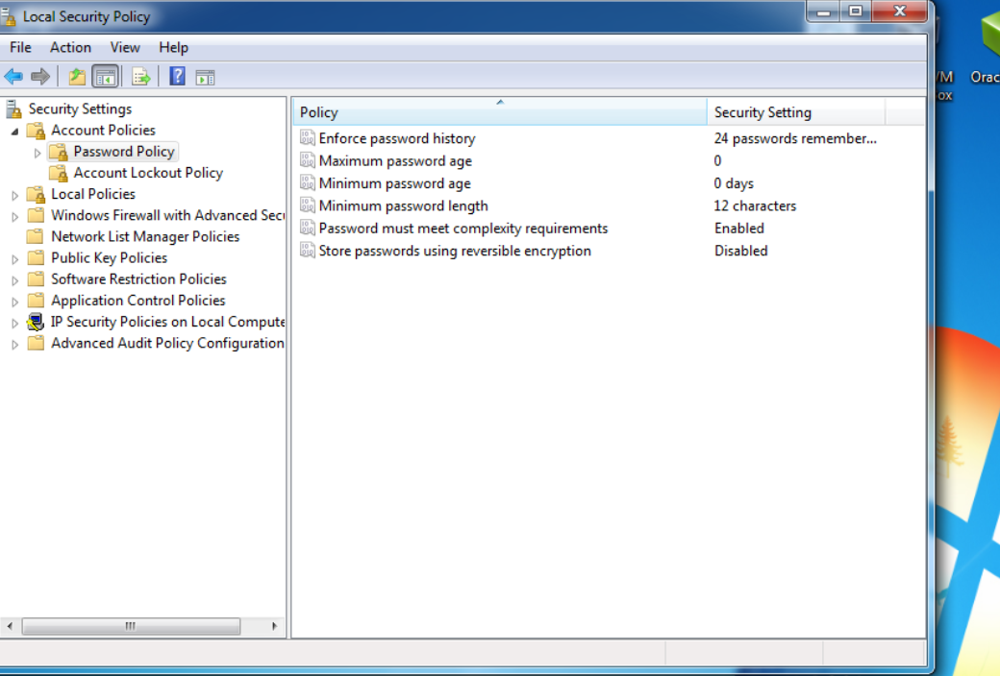 Local Security Policy
File Action View Help
Security Settings
Account Policies
Password Policy
Account Lockout Policy
Local Policies
Windows Firewall with Advanced Secu
Network List Manager Policies
Public Key Policies
Software Restriction Policies
Application Control Policies
IP Security Policies on Local Compute
Advanced Audit Policy Configuration
Policy Security Setting
Enforce password history 24 passwords remember...
Maximum password age 0
Minimum password age 0 days
Minimum password length 12 characters
Password must meet complexity requirements Enabled
Store passwords using reversible encryption Disabled
VM
ox
Orac